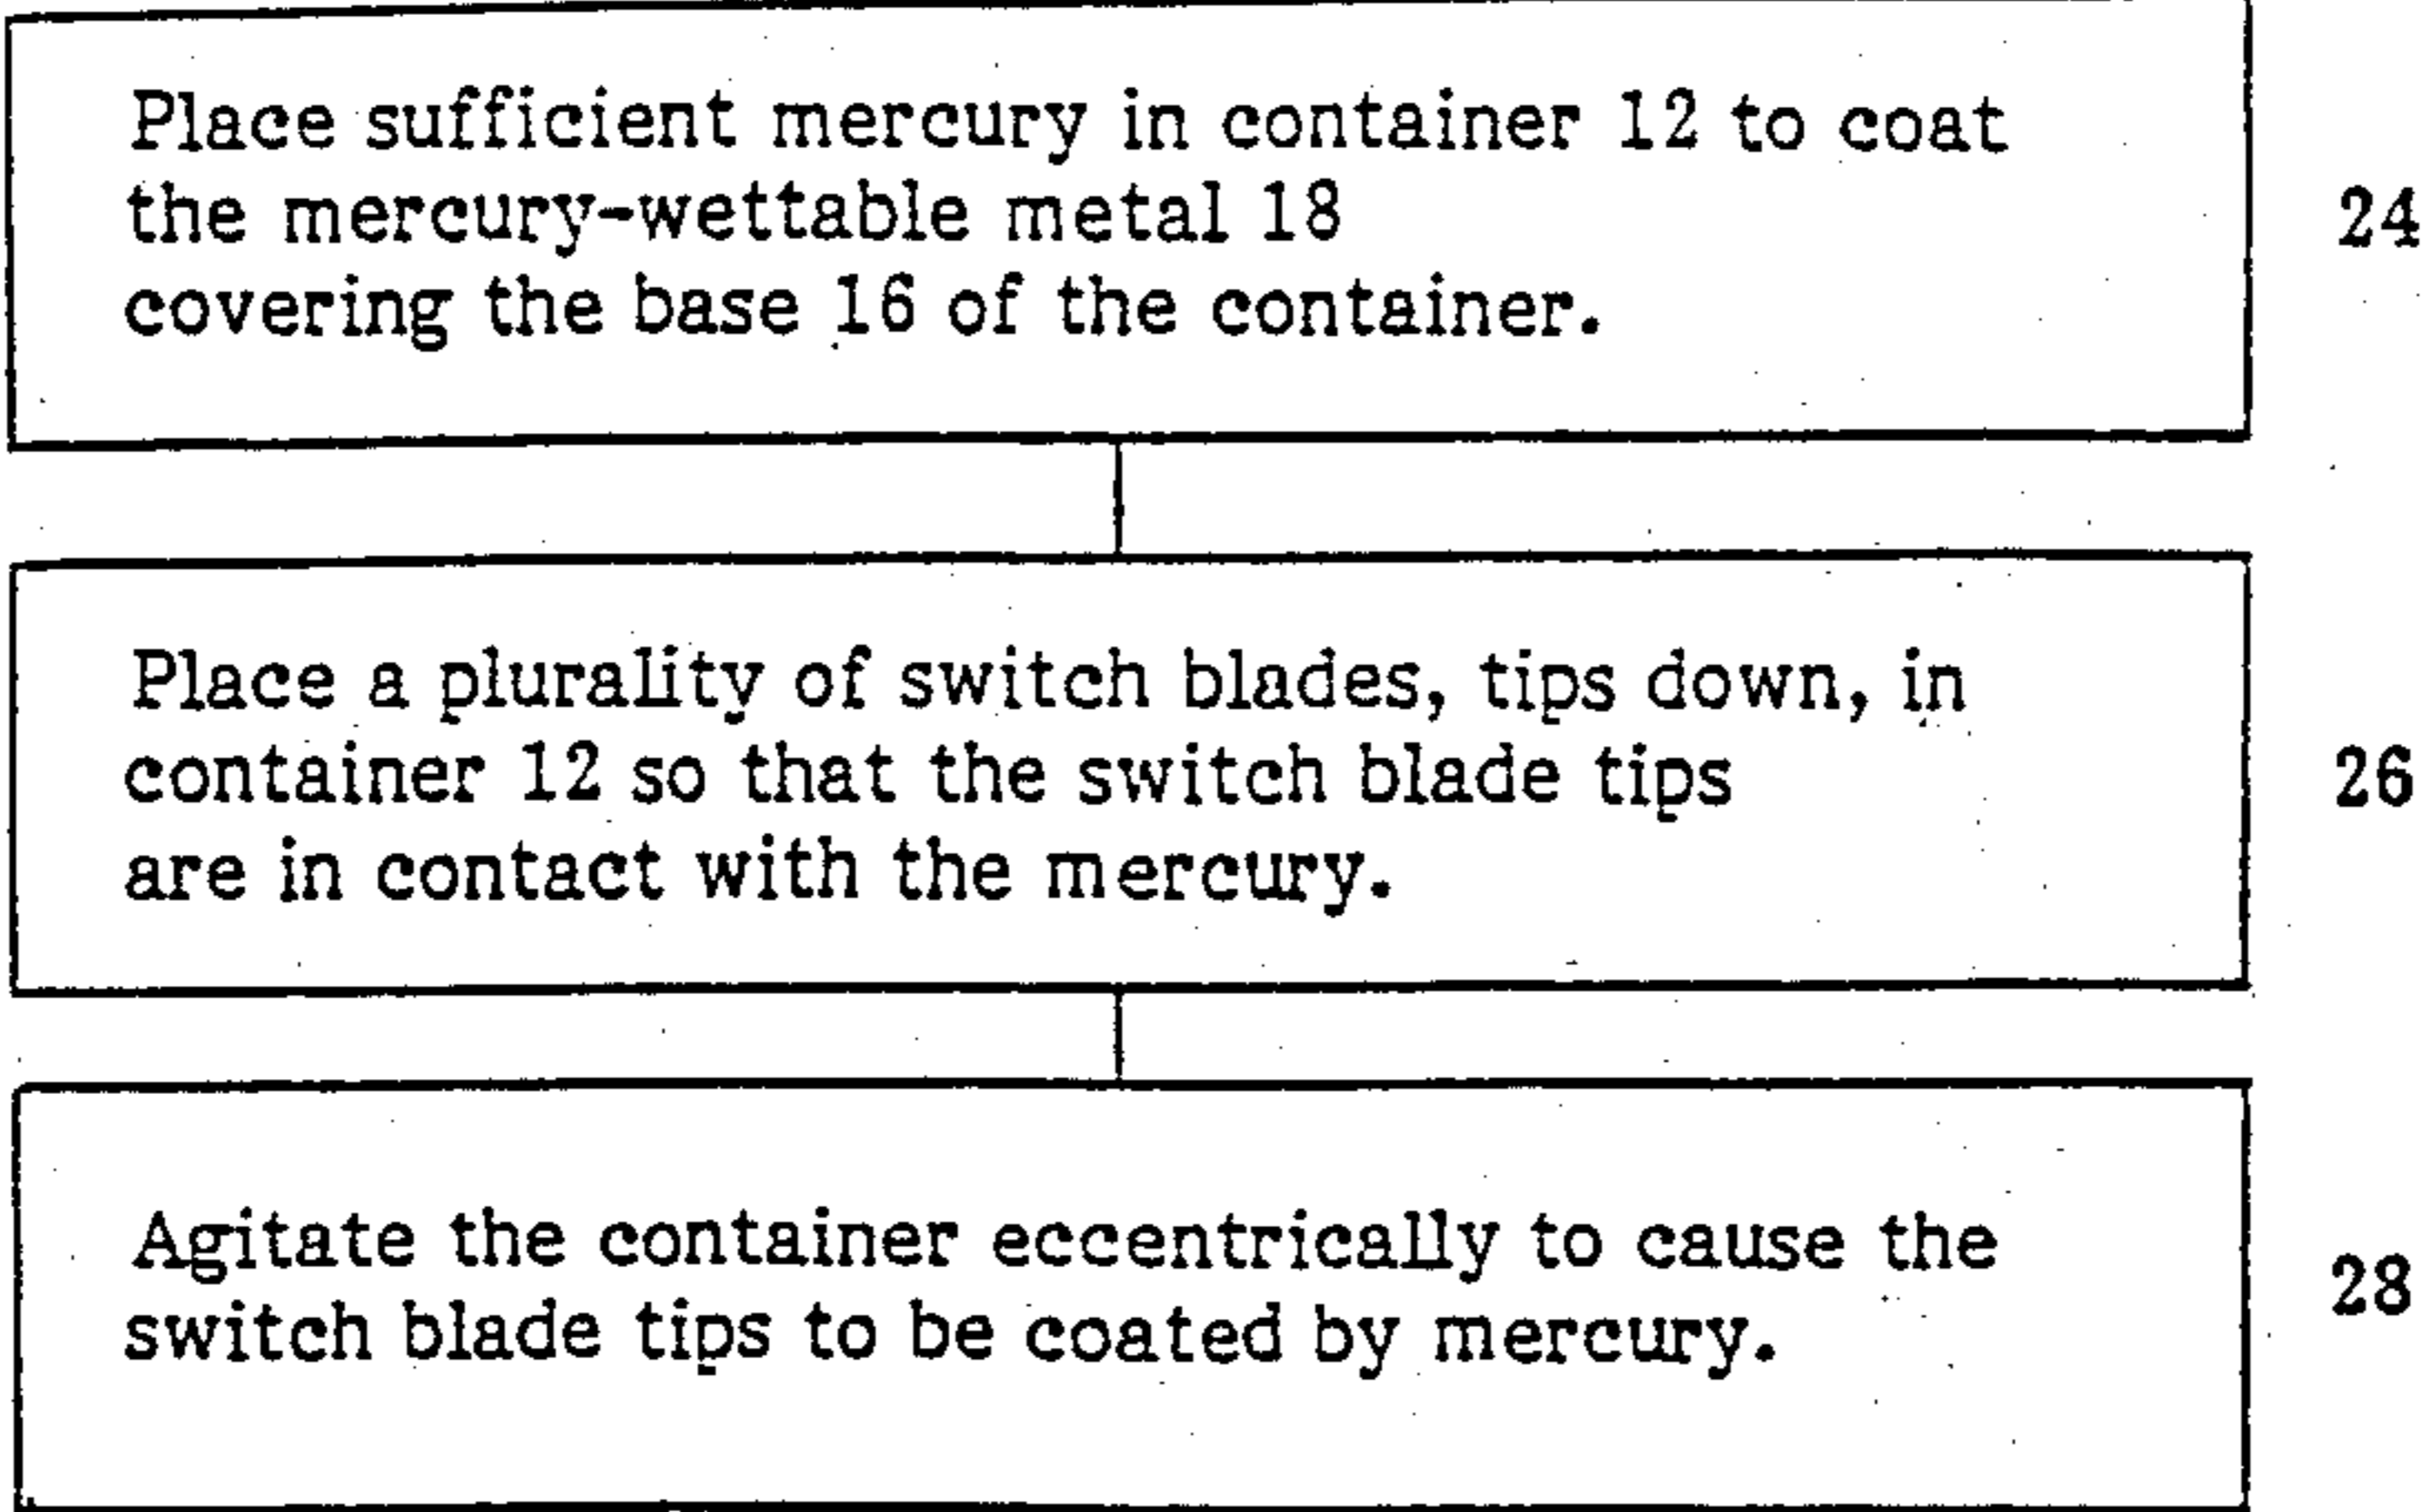 Place sufficient mercury in container 12 to coat
the mercury-wettable metal 18
covering the base 16 of the container.
24
Place a plurality of switch blades, tips down, in
container 12 so that the switch blade tips
are in contact with the mercury.
26
Agitate the container eccentrically to cause the
switch blade tips to be coated by mercury.
28